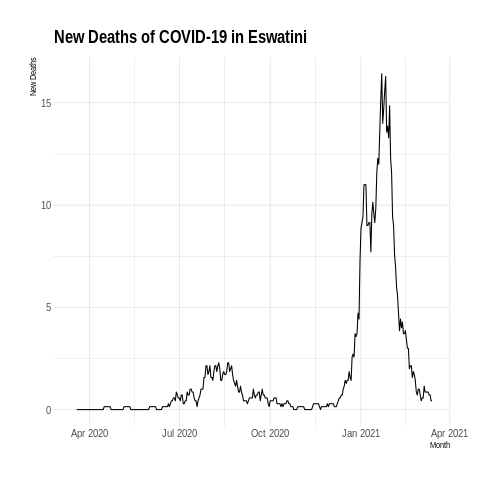 New Deaths of COVID-19 in Eswatini
New Deaths
15
10
5
0
Apr 2020
Jul 2020
Oct 2020
Jan 2021
Apr 2021
Month